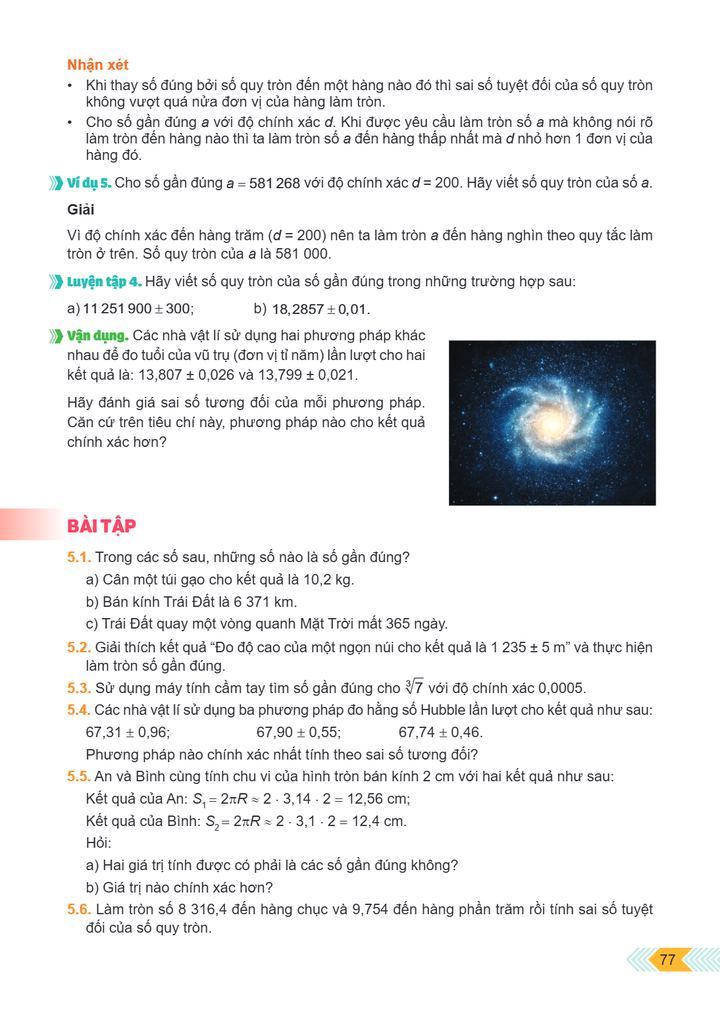 Nhận xét
• Khi thay số đúng bởi số quy tròn đến một hàng nào đó thì sai số tuyệt đối của số quy tròn
không vượt quá nửa đơn vị của hàng làm tròn.
• Cho số gần đúng a với độ chính xác d. Khi được yêu cầu làm tròn số a mà không nói rõ
làm tròn đến hàng nào thì ta làm tròn số a đến hàng thấp nhất mà d nhỏ hơn 1 đơn vị của
hàng đó.
Ví dụ 5. Cho số gần đúng a = 581 268 với độ chính xác d = 200. Hãy viết số quy tròn của số a.
Giải
Vì độ chính xác đến hàng trăm (d = 200) nên ta làm tròn a đến hàng nghìn theo quy tắc làm
tròn ở trên. Số quy tròn của a là 581 000.
Luyện tập 4. Hãy viết số quy tròn của số gần đúng trong những trường hợp sau:
a) 11 251 900 ± 300; b) 18,2857 ± 0,01.
Vận dụng. Các nhà vật lí sử dụng hai phương pháp khác
nhau để đo tuổi của vũ trụ (đơn vị tỉ năm) lần lượt cho hai
kết quả là: 13,807 ± 0,026 và 13,799 ± 0,021.
Hãy đánh giá sai số tương đối của mỗi phương pháp.
Căn cứ trên tiêu chí này, phương pháp nào cho kết quả
chính xác hơn?
BÀI TẬP
5.1. Trong các số sau, những số nào là số gần đúng?
a) Cân một túi gạo cho kết quả là 10,2 kg.
b) Bán kính Trái Đất là 6 371 km.
c) Trái Đất quay một vòng quanh Mặt Trời mất 365 ngày.
5.2. Giải thích kết quả “Đo độ cao của một ngọn núi cho kết quả là 1 235 ± 5 m” và thực hiện
làm tròn số gần đúng.
5.3. Sử dụng máy tính cầm tay tìm số gần đúng cho ∛7 với độ chính xác 0,0005.
5.4. Các nhà vật lí sử dụng ba phương pháp đo hằng số Hubble lần lượt cho kết quả như sau:
67,31 ± 0,96; 67,90 ± 0,55; 67,74 ± 0,46.
Phương pháp nào chính xác nhất tính theo sai số tương đối?
5.5. An và Bình cùng tính chu vi của hình tròn bán kính 2 cm với hai kết quả như sau:
Kết quả của An: S₁ = 2πR ≈ 2 · 3,14 · 2 = 12,56 cm;
Kết quả của Bình: S₂ = 2πR ≈ 2 · 3,1 · 2 = 12,4 cm.
Hỏi:
a) Hai giá trị tính được có phải là các số gần đúng không?
b) Giá trị nào chính xác hơn?
5.6. Làm tròn số 8 316,4 đến hàng chục và 9,754 đến hàng phần trăm rồi tính sai số tuyệt
đối của số quy tròn.
77